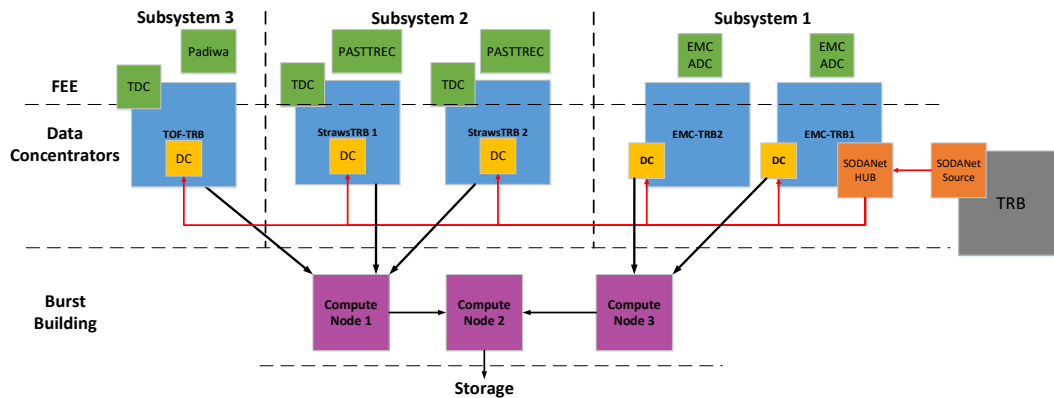 Subsystem 3
Subsystem 2
Subsystem 1
Padiwa
PASTTREC
PASTTREC
EMC
ADC
EMC
ADC
TDC
TDC
TDC
FEE
Data
Concentrators
TOF-TRB
StrawsTRB 1
StrawsTRB 2
EMC-TRB2
EMC-TRB1
DC
DC
DC
DC
DC
SODANet
HUB
SODANet
Source
TRB
Burst
Building
Compute
Node 1
Compute
Node 2
Compute
Node 3
Storage